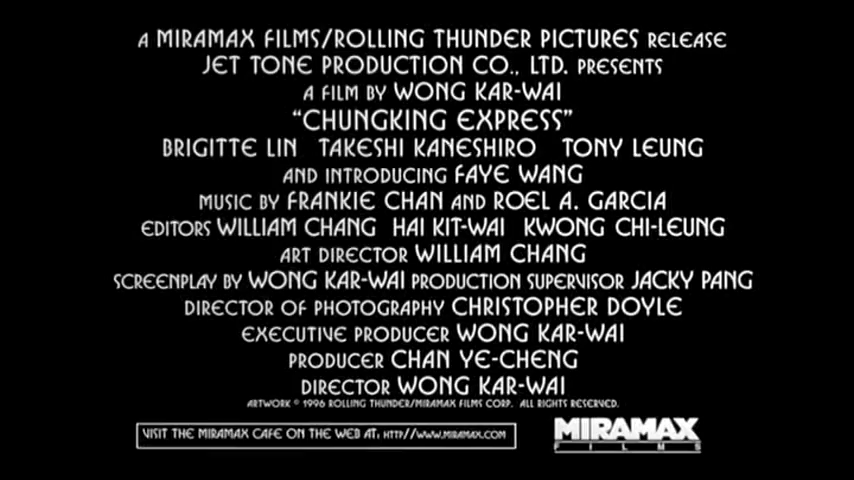 A MIRAMAX FILMS/ROLLING THUNDER PICTURES RELEASE
JET TONE PRODUCTION CO., LTD. PRESENTS
A FILM BY WONG KAR-WAI
"CHUNGKING EXPRESS"
BRIGITTE LIN TAKESHI KANESHIRO TONY LEUNG
AND INTRODUCING FAYE WANG
MUSIC BY FRANKIE CHAN AND ROEL A. GARCIA
EDITORS WILLIAM CHANG HAI KIT-WAI KWONG CHI-LEUNG
ART DIRECTOR WILLIAM CHANG
SCREENPLAY BY WONG KAR-WAI PRODUCTION SUPERVISOR JACKY PANG
DIRECTOR OF PHOTOGRAPHY CHRISTOPHER DOYLE
EXECUTIVE PRODUCER WONG KAR-WAI
PRODUCER CHAN YE-CHENG
DIRECTOR WONG KAR-WAI
ARTWORK © 1996 ROLLING THUNDER/MIRAMAX FILMS CORP. ALL RIGHTS RESERVED.
VISIT THE MIRAMAX CAFE ON THE WEB AT: HTTP//WWW.MIRAMAX.COM
MIRAMAX
FILMS